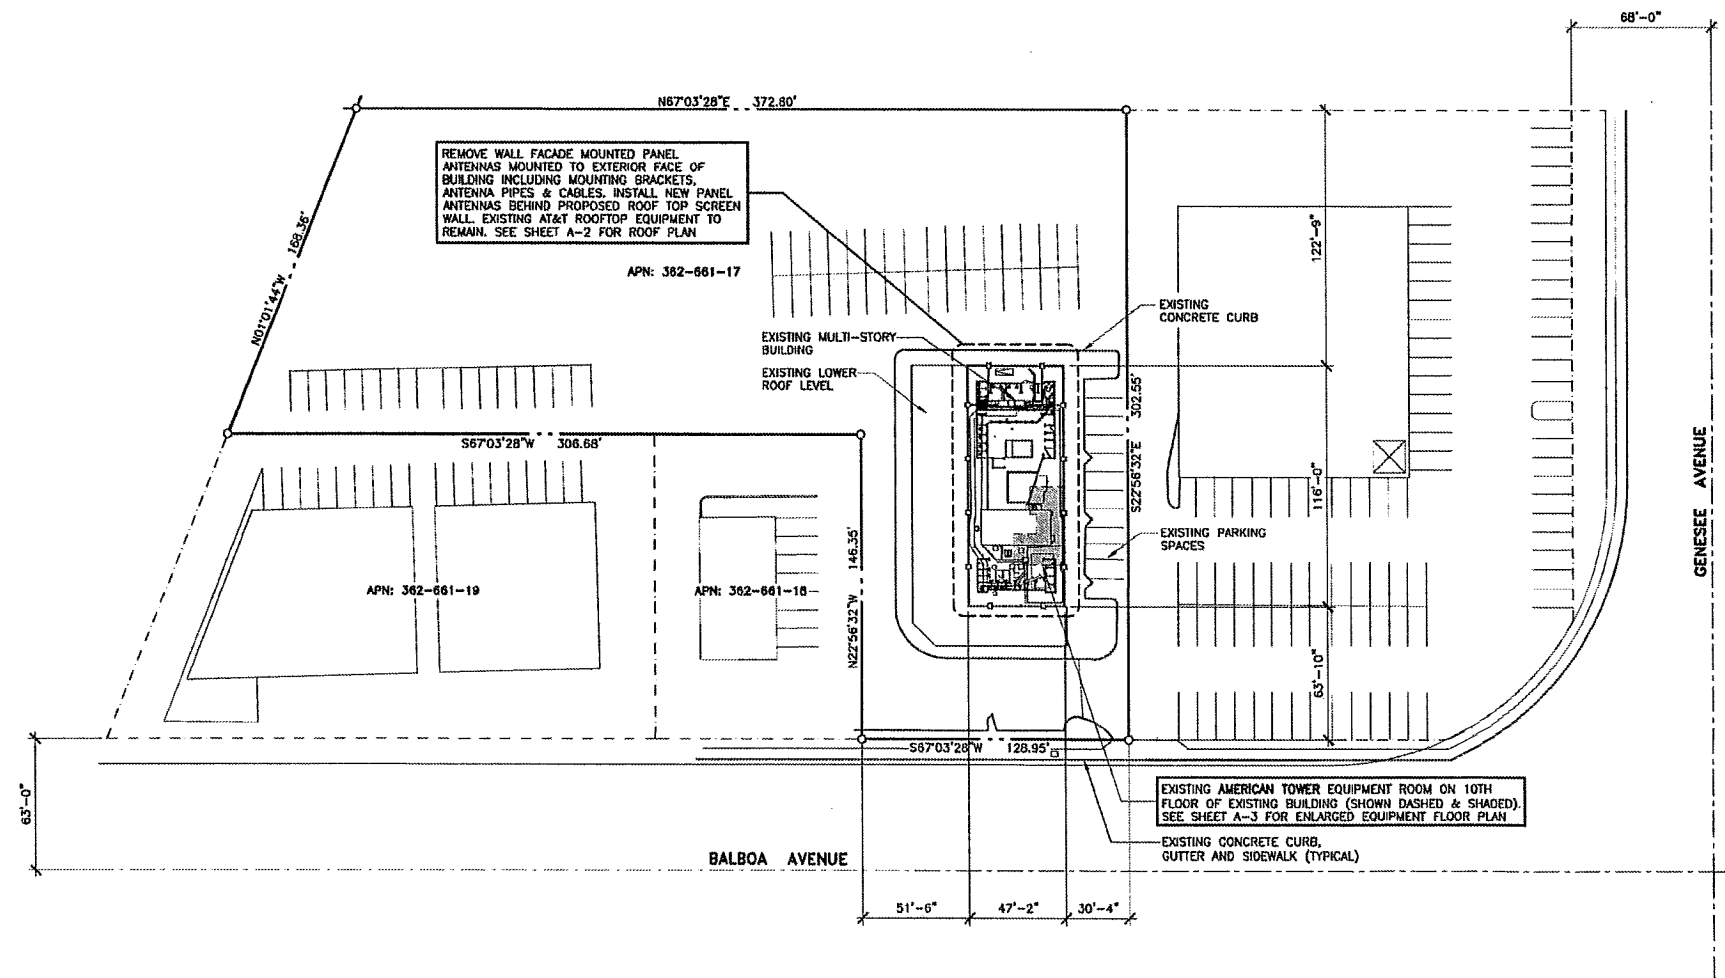 68'-0"
N67°03'28"E 372.80'
REMOVE WALL FACADE MOUNTED PANEL
ANTENNAS MOUNTED TO EXTERIOR FACE OF
BUILDING INCLUDING MOUNTING BRACKETS,
ANTENNA PIPES & CABLES. INSTALL NEW PANEL
ANTENNAS BEHIND PROPOSED ROOF TOP SCREEN
WALL. EXISTING AT&T ROOFTOP EQUIPMENT TO
REMAIN. SEE SHEET A-2 FOR ROOF PLAN
N01°01'44"W 168.36'
122'-9"
APN: 362-661-17
EXISTING
CONCRETE CURB
EXISTING MULTI-STORY
BUILDING
EXISTING LOWER
ROOF LEVEL
S22°56'32"E 302.55'
S67°03'28"W 306.68'
116'-0"
GENESEE AVENUE
EXISTING PARKING
SPACES
N22°56'32"W 146.35'
APN: 362-661-19
APN: 362-661-18
63'-10"
S67°03'28"W 128.95'
63'-0"
EXISTING AMERICAN TOWER EQUIPMENT ROOM ON 10TH
FLOOR OF EXISTING BUILDING (SHOWN DASHED & SHADED).
SEE SHEET A-3 FOR ENLARGED EQUIPMENT FLOOR PLAN
EXISTING CONCRETE CURB,
GUTTER AND SIDEWALK (TYPICAL)
BALBOA AVENUE
51'-6"
47'-2"
30'-4"